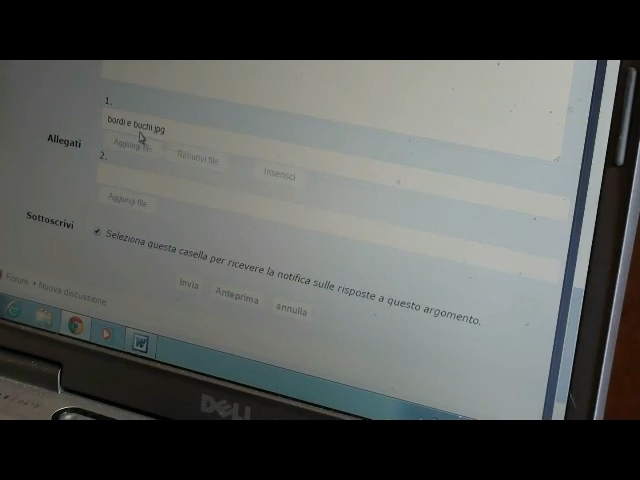 1.
bordi e buchi.jpg
Allegati
Aggiungi file Rimuovi file Inserisci
2.
Aggiungi file
Sottoscrivi
Seleziona questa casella per ricevere la notifica sulle risposte a questo argomento.
Invia Anteprima annulla
Forum Nuova discussione
W
DELL